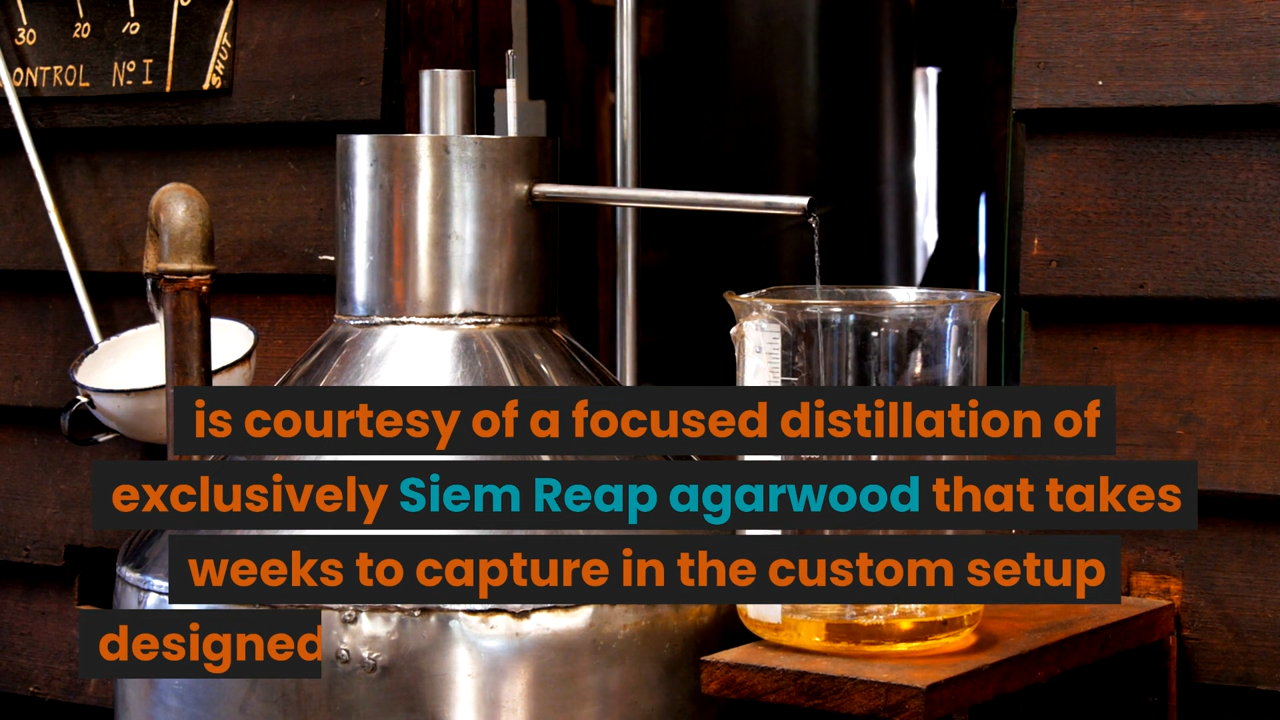 30 20 10
SHUT
CONTROL Nº I
is courtesy of a focused distillation of
exclusively Siem Reap agarwood that takes
weeks to capture in the custom setup
designed